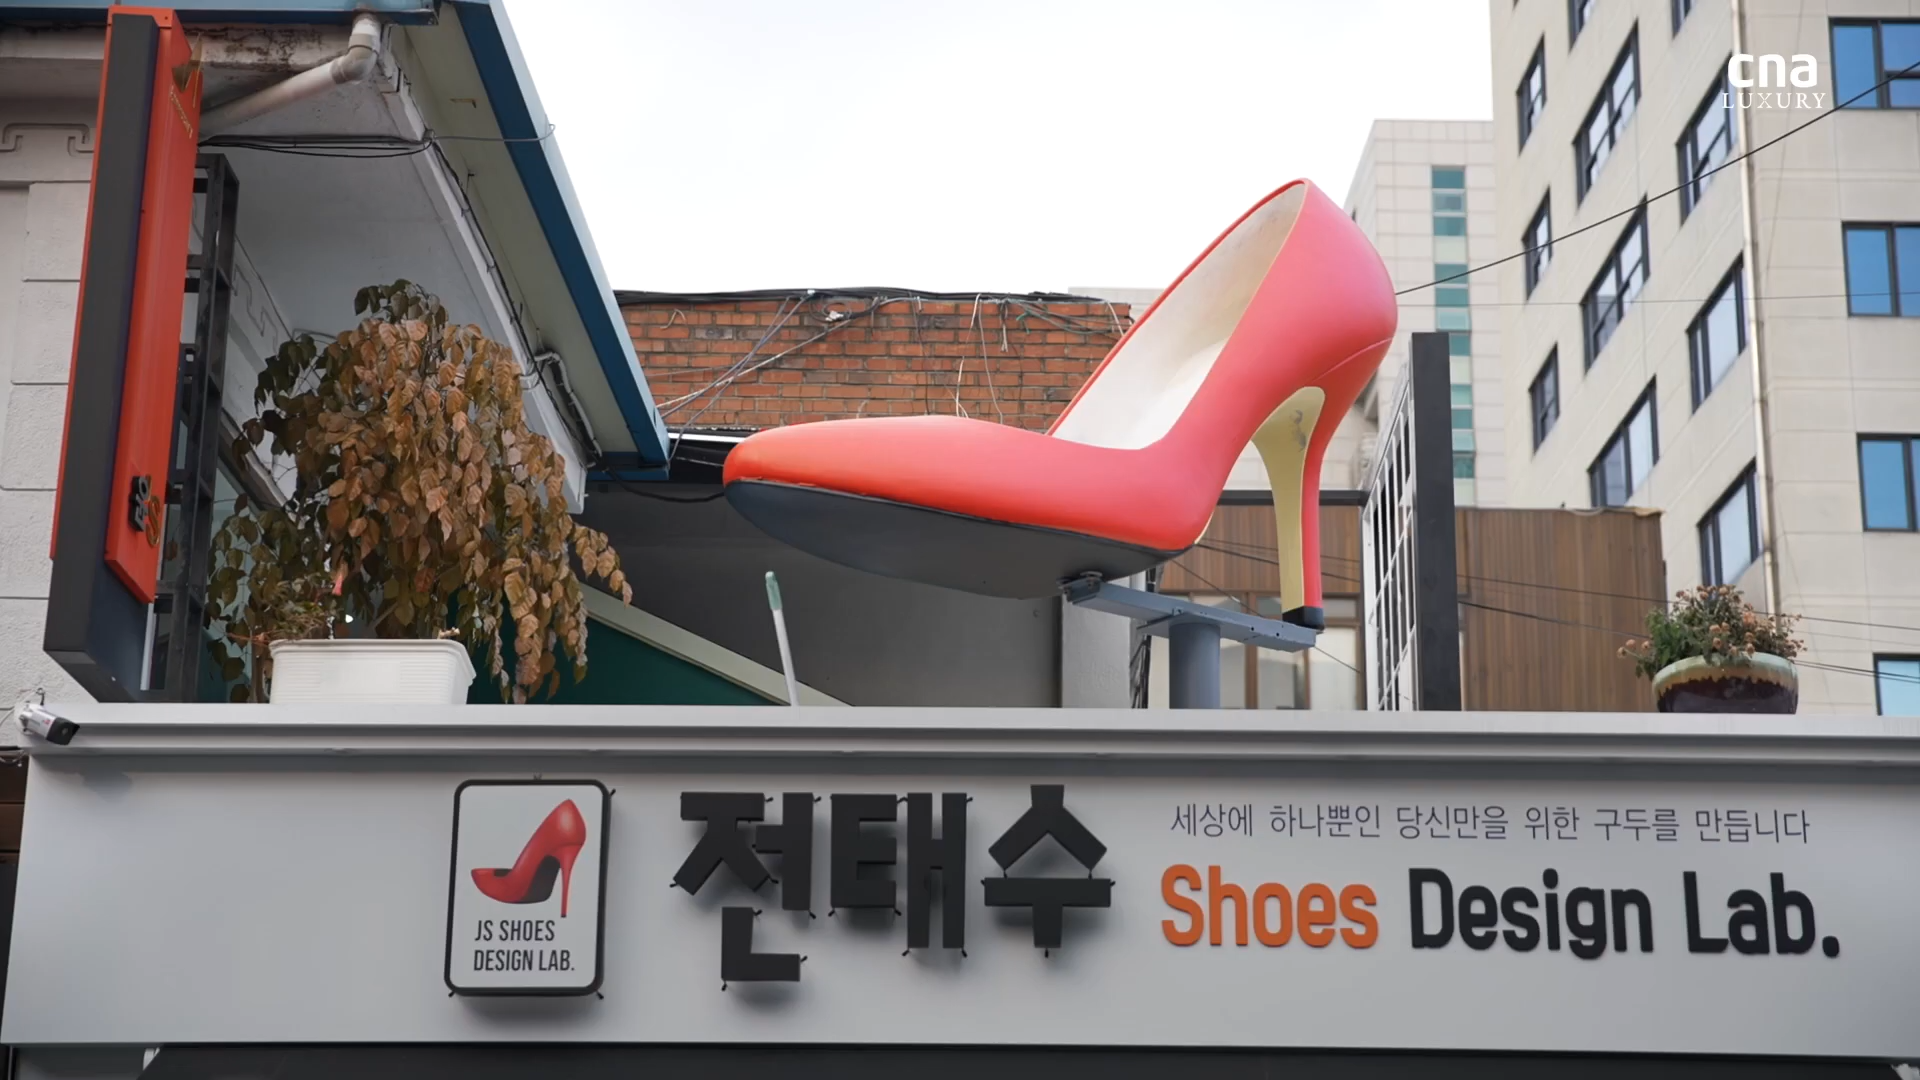 cna
LUXURY
JS SHOES
DESIGN LAB.
전태수
세상에 하나뿐인 당신만을 위한 구두를 만듭니다
Shoes Design Lab.